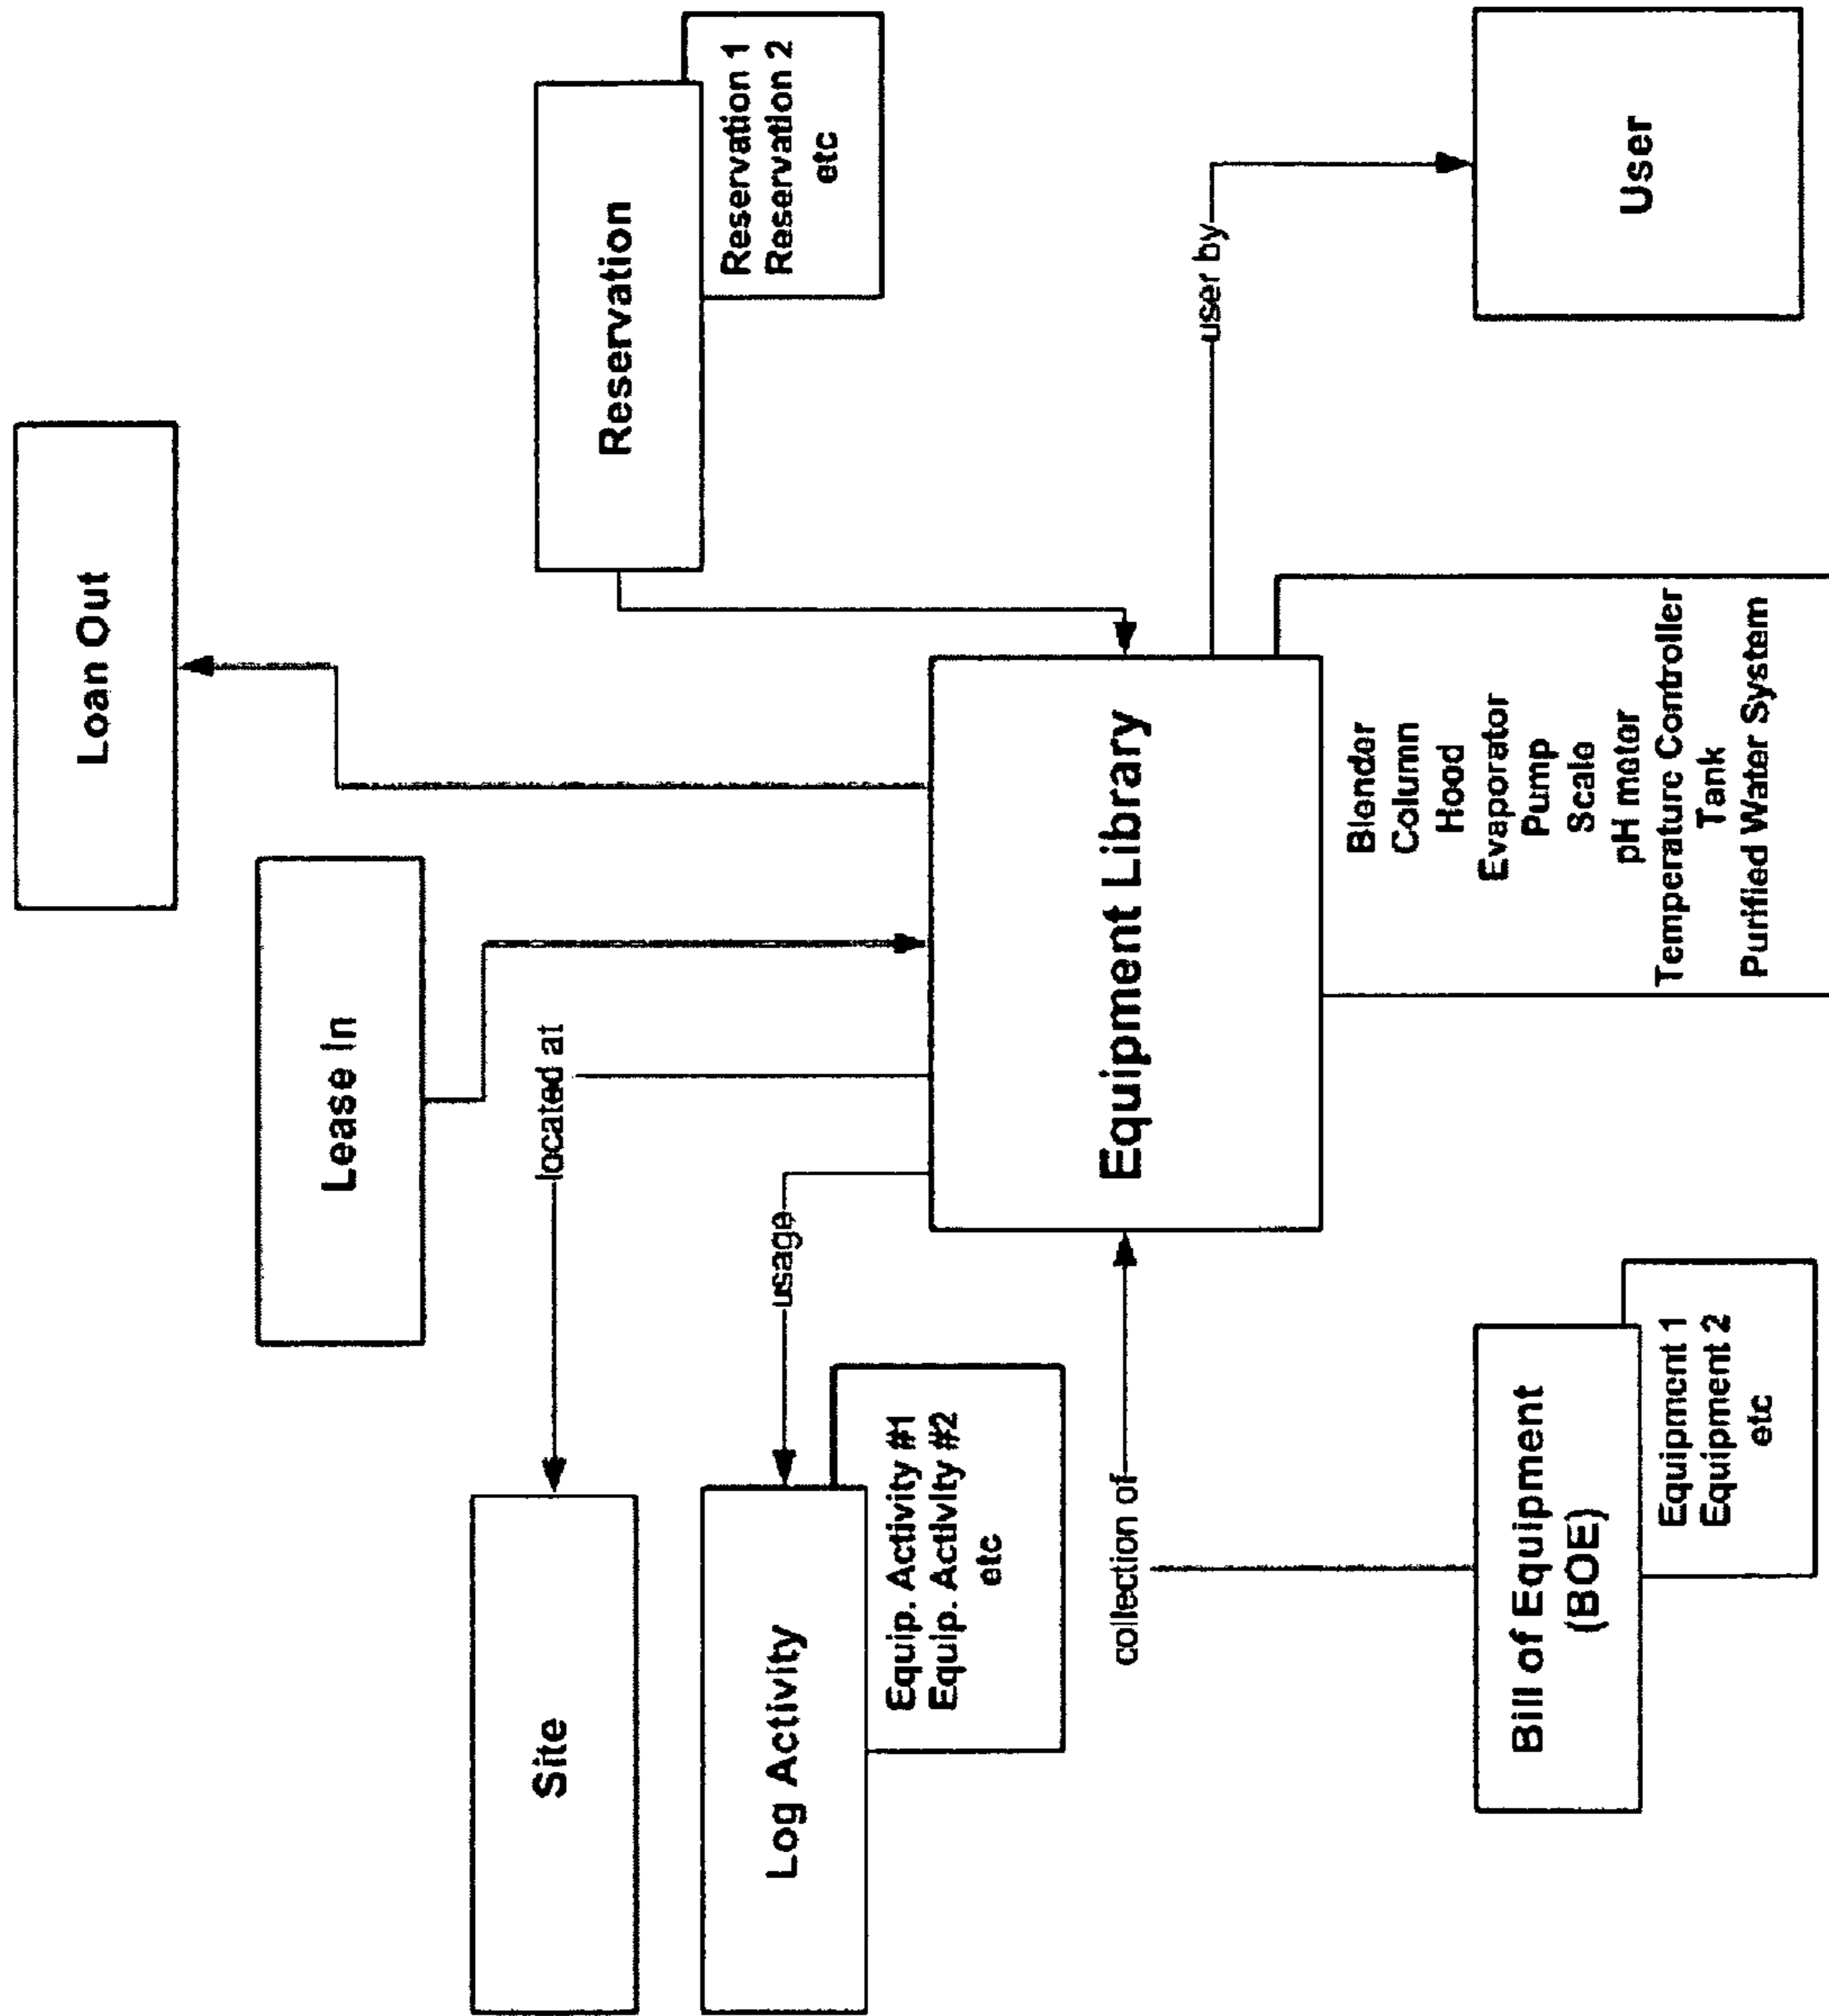 Loan Out
Lease In
located at
Site
Reservation
Reservation 1
Reservation 2
etc
usage
Log Activity
Equip. Activity #1
Equip. Activity #2
etc
Equipment Library
collection of
user by
Blender
Column
Hood
Evaporator
Pump
Scale
pH meter
Temperature Controller
Tank
Purified Water System
Bill of Equipment
(BOE)
Equipment 1
Equipment 2
etc
User